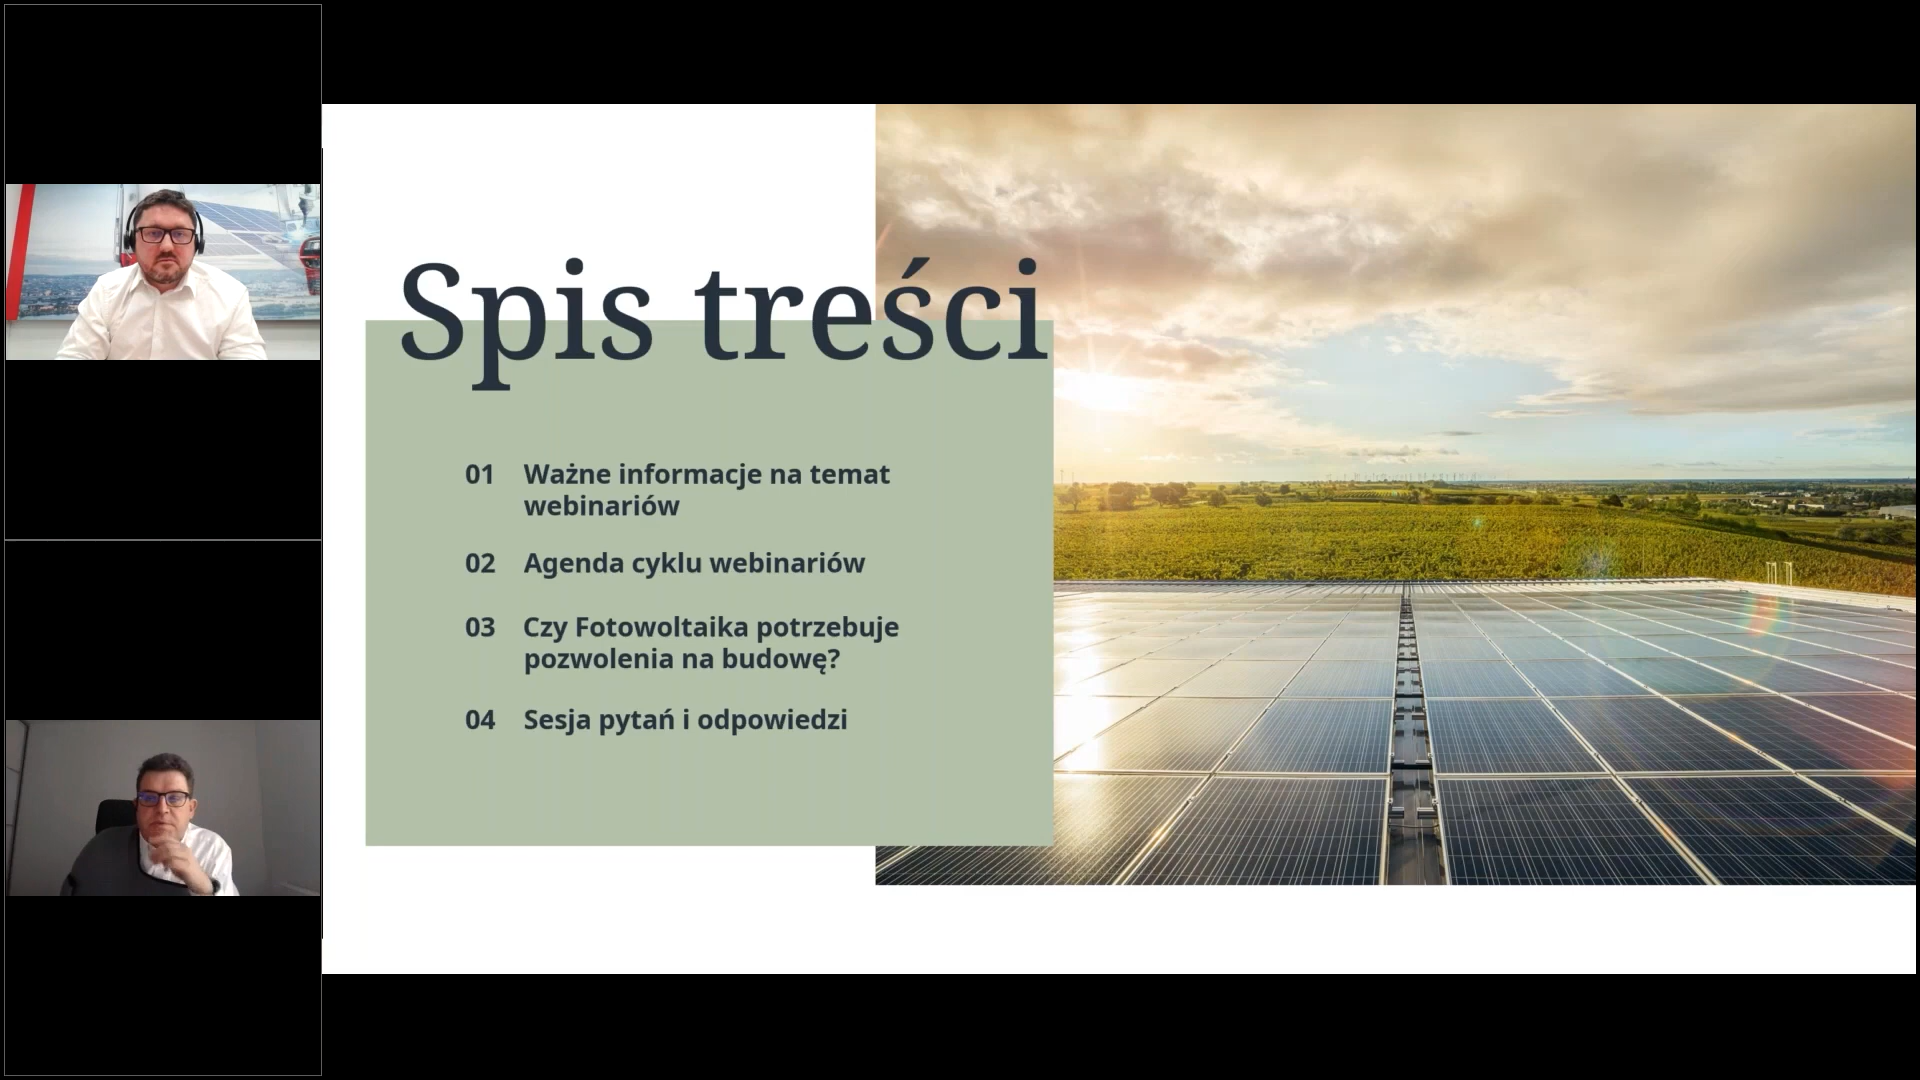 Spis treści
01 Ważne informacje na temat
webinariów
02 Agenda cyklu webinariów
03 Czy Fotowoltaika potrzebuje
pozwolenia na budowę?
04 Sesja pytań i odpowiedzi